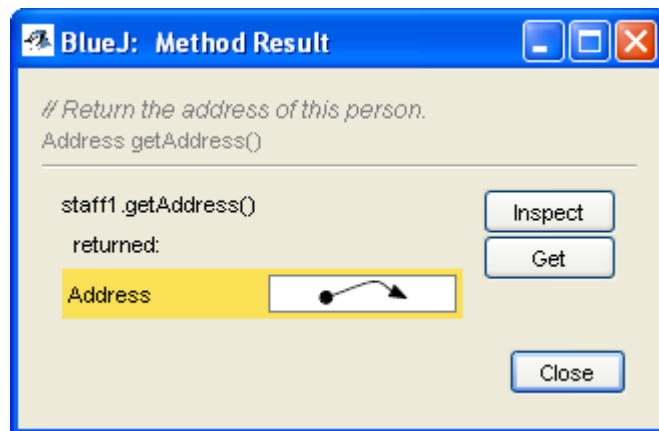 BlueJ: Method Result
// Return the address of this person.
Address getAddress()
staff1.getAddress()
returned:
Address
Inspect
Get
Close